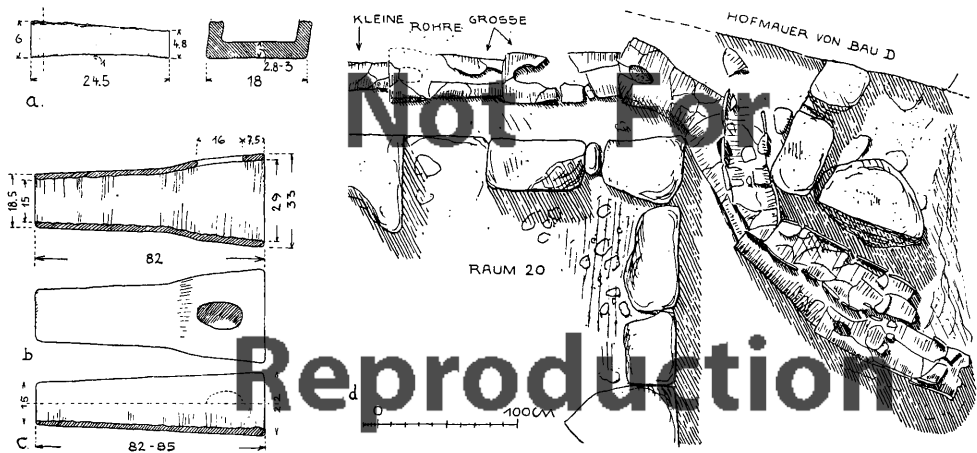 6
4.8
24.5
a.
2.8-3
18
16
7.5
18.5
15
29
33
82
b
16
22
82-85
c.
KLEINE
ROHRE
GROSSE
HOFMAUER VON BAU D
RAUM 20
d
0
100CM
Not For
Reproduction